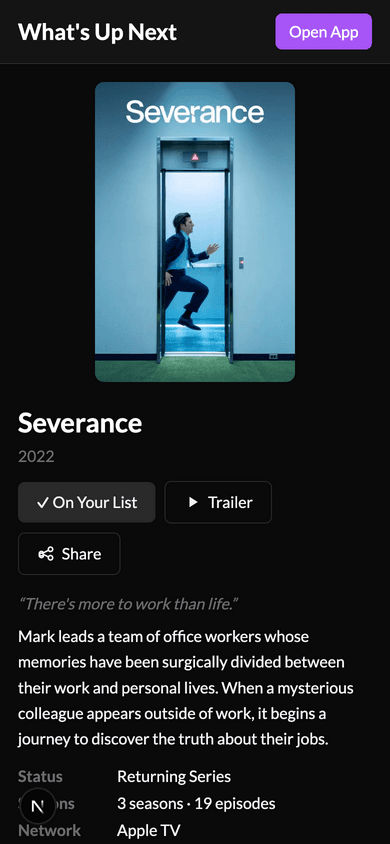 What's Up Next
Open App
Severance
Severance
2022
✓ On Your List
Trailer
Share
“There's more to work than life.”
Mark leads a team of office workers whose
memories have been surgically divided between
their work and personal lives. When a mysterious
colleague appears outside of work, it begins a
journey to discover the truth about their jobs.
Status Returning Series
N
3 seasons · 19 episodes
Network Apple TV